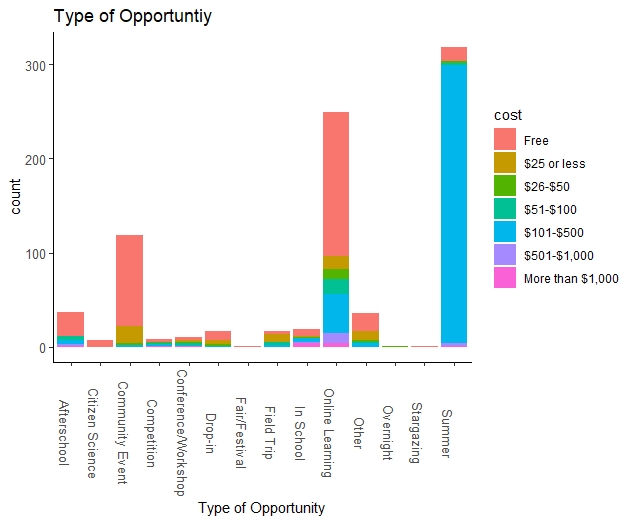 Type of Opportuntiy
count
300
200
100
0
Afterschool
Citizen Science
Community Event
Competition
Conference/Workshop
Drop-in
Fair/Festival
Field Trip
In School
Online Learning
Other
Overnight
Stargazing
Summer
Type of Opportunity
cost
Free
$25 or less
$26-$50
$51-$100
$101-$500
$501-$1,000
More than $1,000